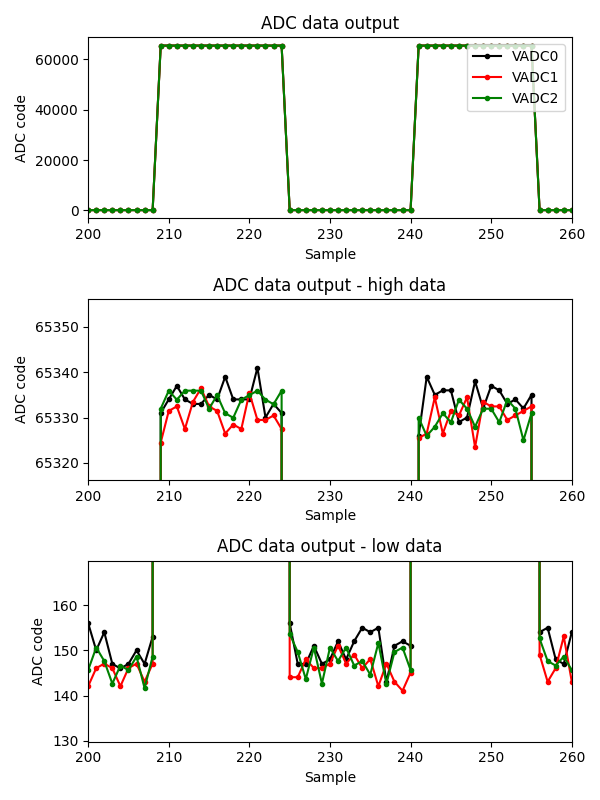 ADC data output
ADC code
60000
40000
20000
0
VADC0
VADC1
VADC2
200 210 220 230 240 250 260
Sample
ADC data output - high data
ADC code
65350
65340
65330
65320
200 210 220 230 240 250 260
Sample
ADC data output - low data
ADC code
160
150
140
130
200 210 220 230 240 250 260
Sample